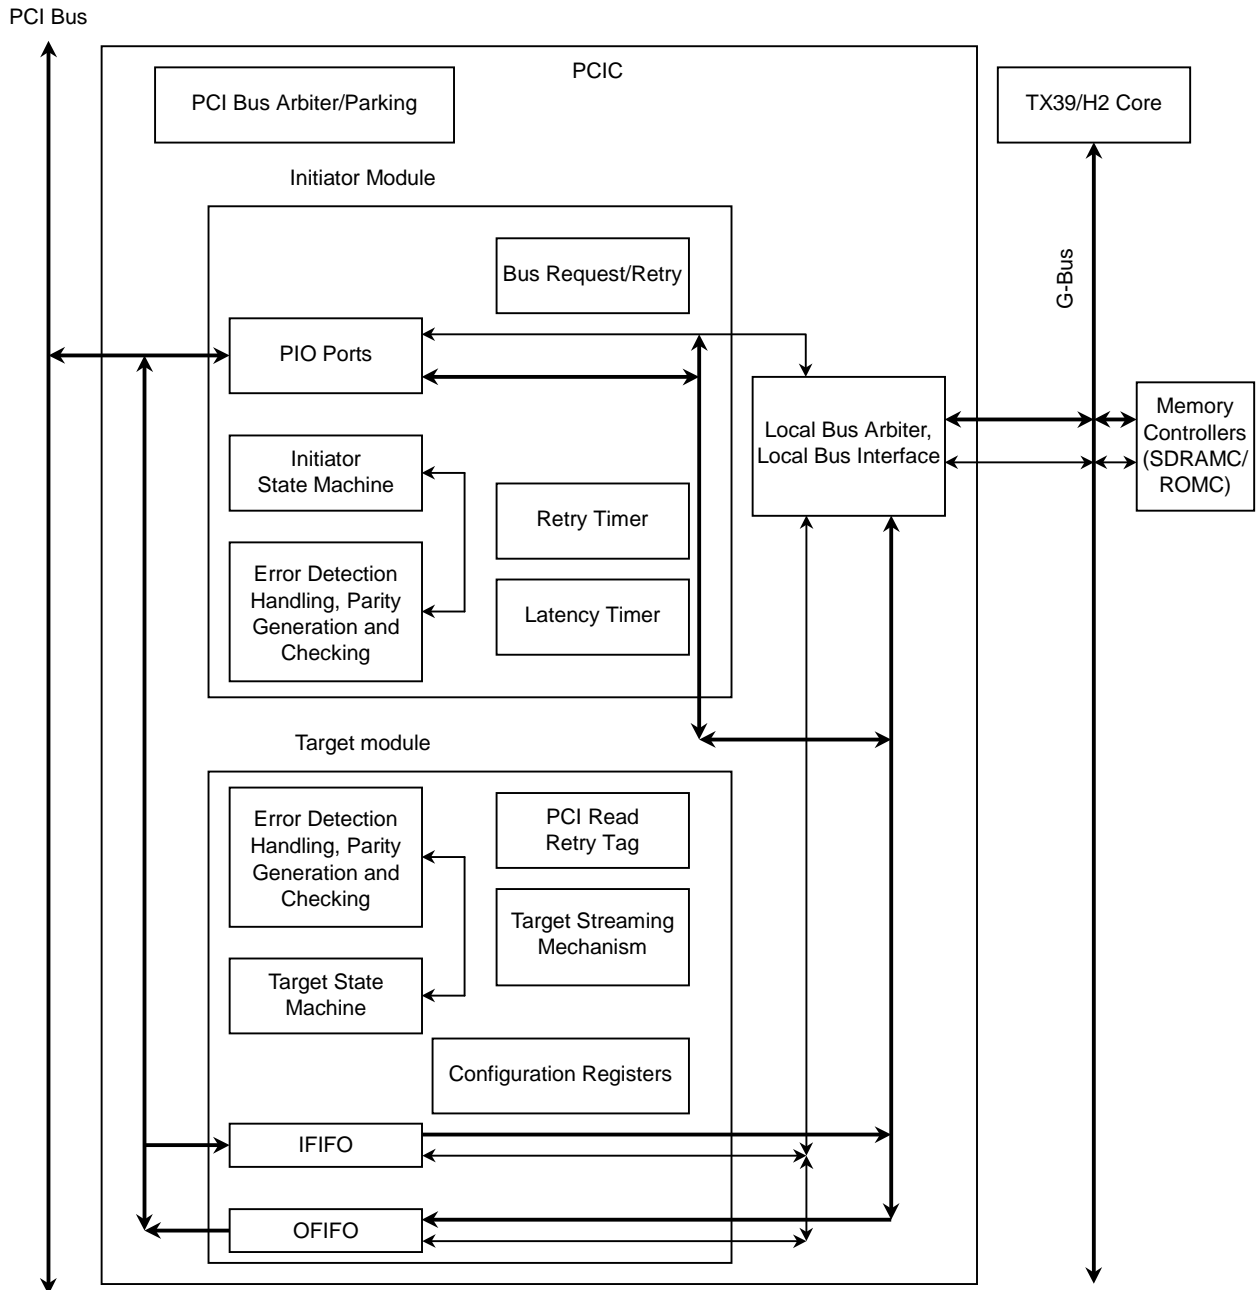 PCI Bus
PCIC
PCI Bus Arbiter/Parking
TX39/H2 Core
Initiator Module
Bus Request/Retry
G-Bus
PIO Ports
Local Bus Arbiter,
Local Bus Interface
Memory
Controllers
(SDRAMC/
ROMC)
Initiator
State Machine
Retry Timer
Error Detection
Handling, Parity
Generation and
Checking
Latency Timer
Target module
Error Detection
Handling, Parity
Generation and
Checking
PCI Read
Retry Tag
Target Streaming
Mechanism
Target State
Machine
Configuration Registers
IFIFO
OFIFO